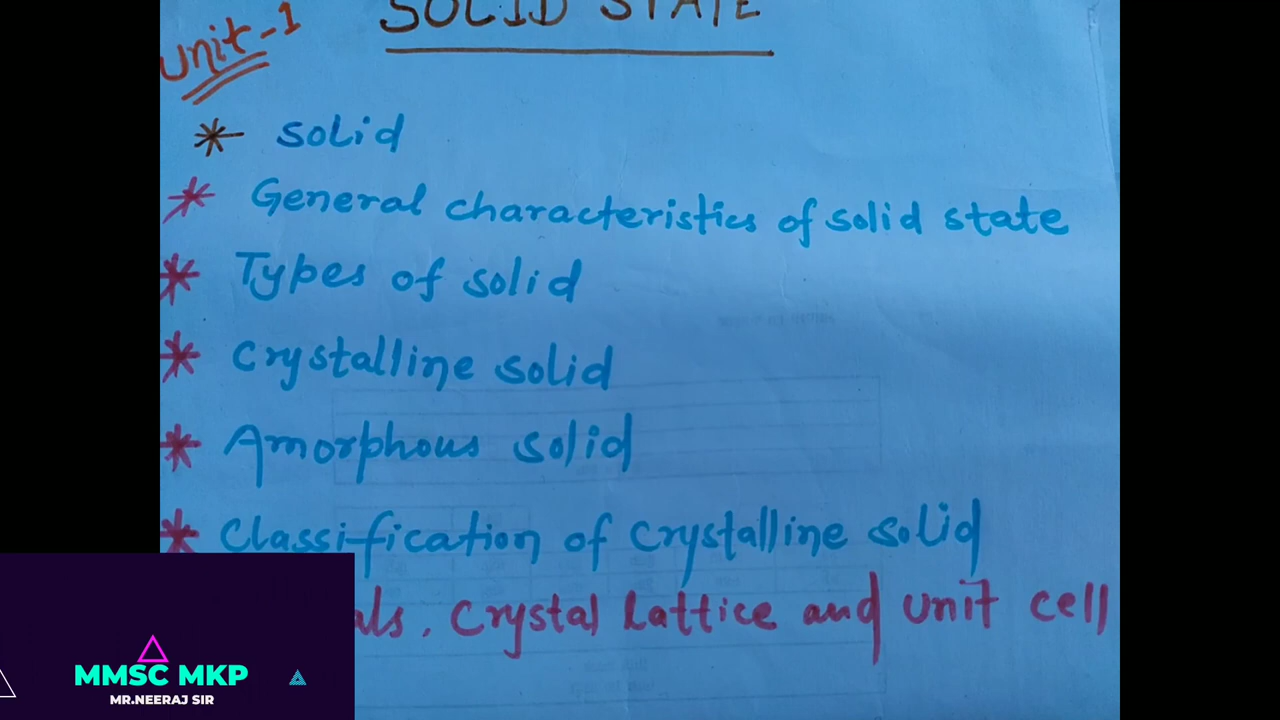 SOLID STATE
Unit-1
* Solid
* General characteristics of solid state
* Types of solid
* Crystalline solid
* Amorphous solid
* Classification of crystalline solid
als, Crystal Lattice and unit cell
MMSC MKP
MR.NEERAJ SIR